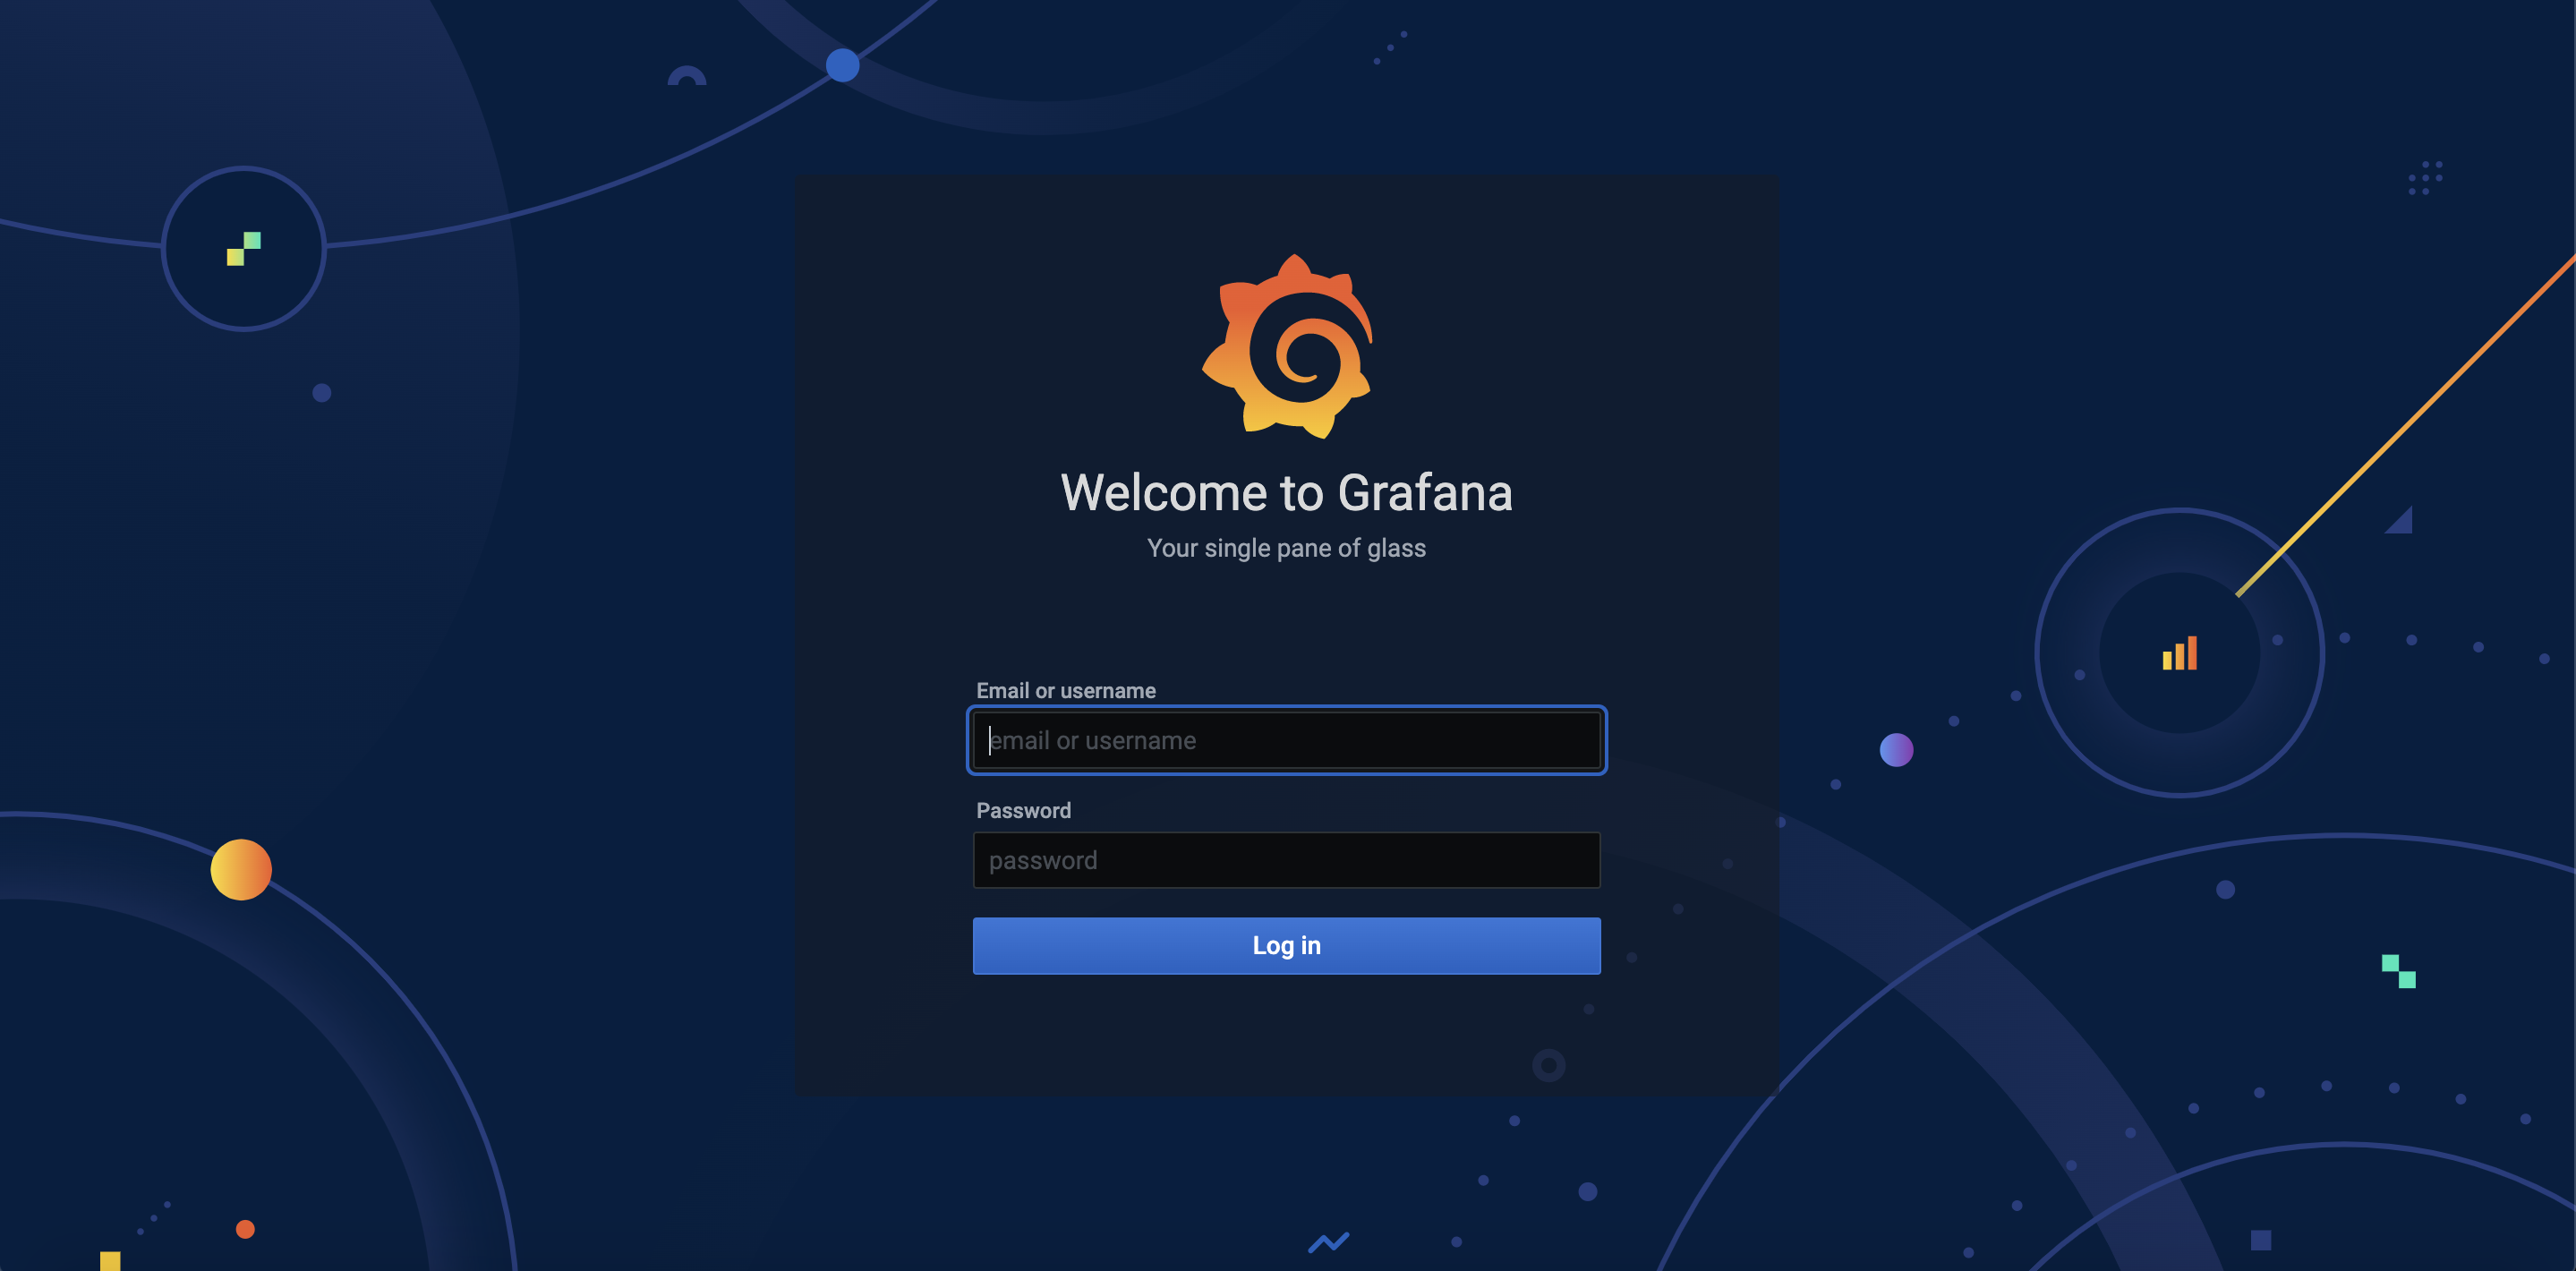 Welcome to Grafana
Your single pane of glass
Email or username
email or username
Password
password
Log in